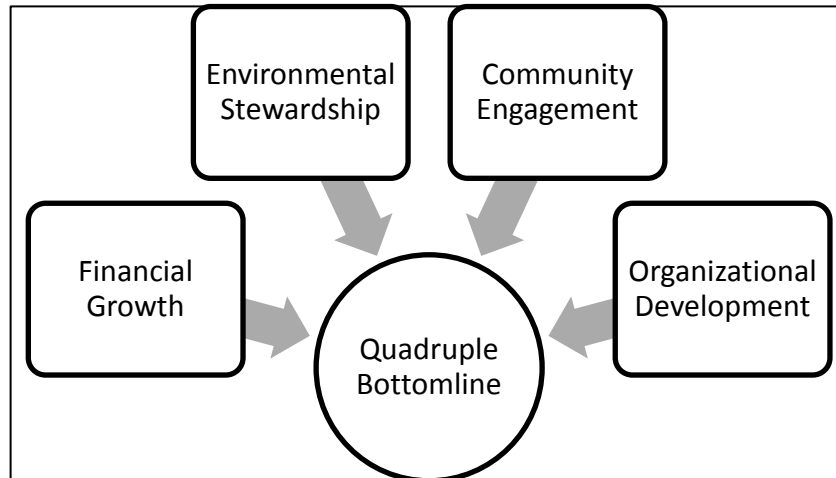 Environmental
Stewardship
Community
Engagement
Financial
Growth
Organizational
Development
Quadruple
Bottomline